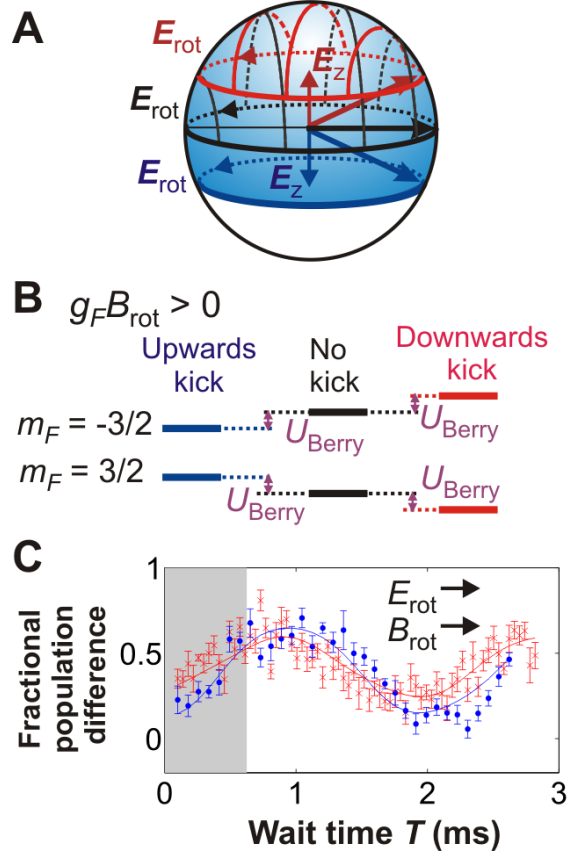 A
E_rot
E_z
E_rot
E_rot
E_z
B
g_F B_rot > 0
Upwards kick
No kick
Downwards kick
m_F = -3/2
U_Berry
U_Berry
m_F = 3/2
U_Berry
U_Berry
C
Fractional population difference
1
0.5
0
E_rot
B_rot
0 1 2 3
Wait time T (ms)